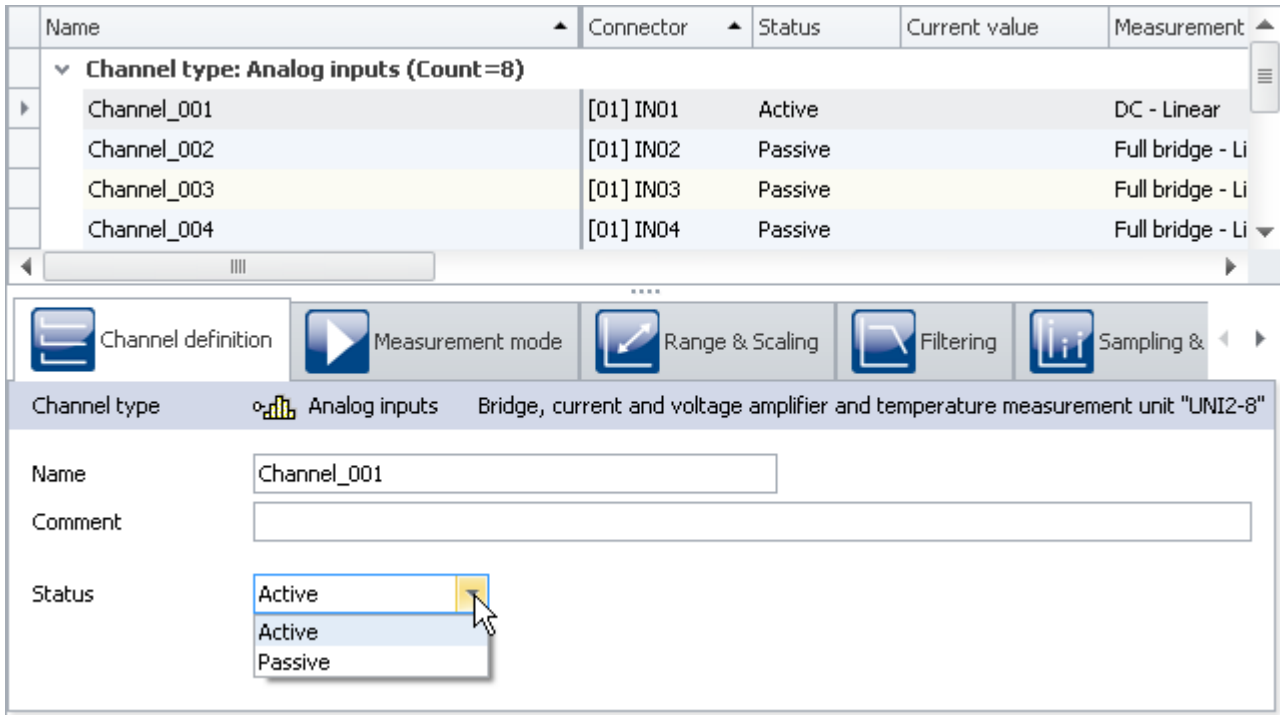 Name Connector Status Current value Measurement
Channel type: Analog inputs (Count=8)
Channel_001 [01] IN01 Active DC - Linear
Channel_002 [01] IN02 Passive Full bridge - Li
Channel_003 [01] IN03 Passive Full bridge - Li
Channel_004 [01] IN04 Passive Full bridge - Li
Channel definition Measurement mode Range & Scaling Filtering Sampling &
Channel type Analog inputs Bridge, current and voltage amplifier and temperature measurement unit "UNI2-8"
Name Channel_001
Comment
Status Active
Active
Passive